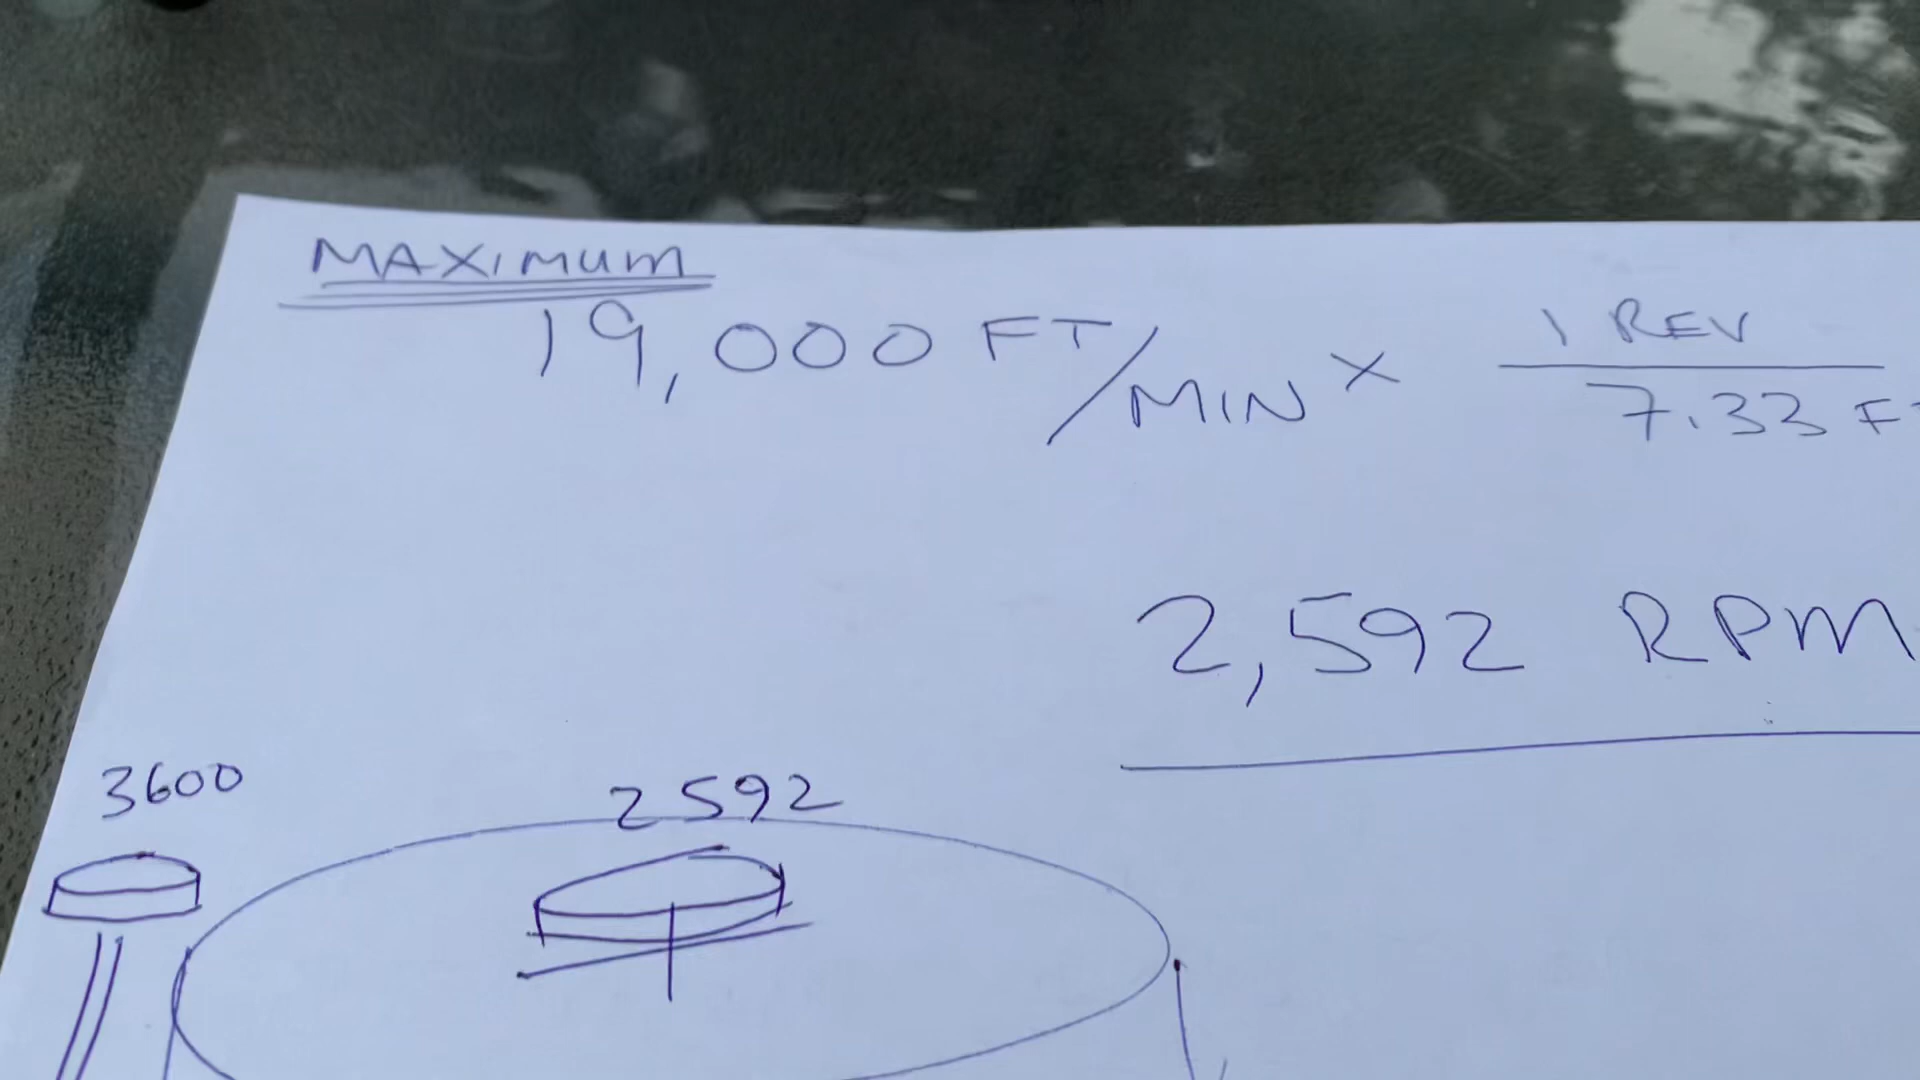 MAXIMUM
19,000 FT/MIN × 1 REV / 7.33 F
2,592 RPM
3600
2592